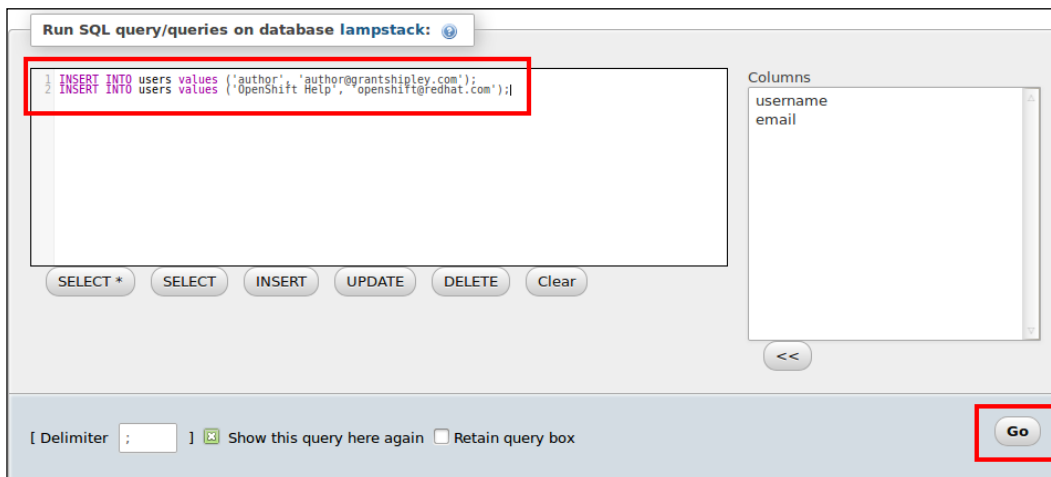 Run SQL query/queries on database lampstack:
1 INSERT INTO users values ('author', 'author@grantshipley.com');
2 INSERT INTO users values ('OpenShift Help', 'openshift@redhat.com');
Columns
username
email
SELECT * SELECT INSERT UPDATE DELETE Clear
<<
[ Delimiter ; ] Show this query here again Retain query box
Go